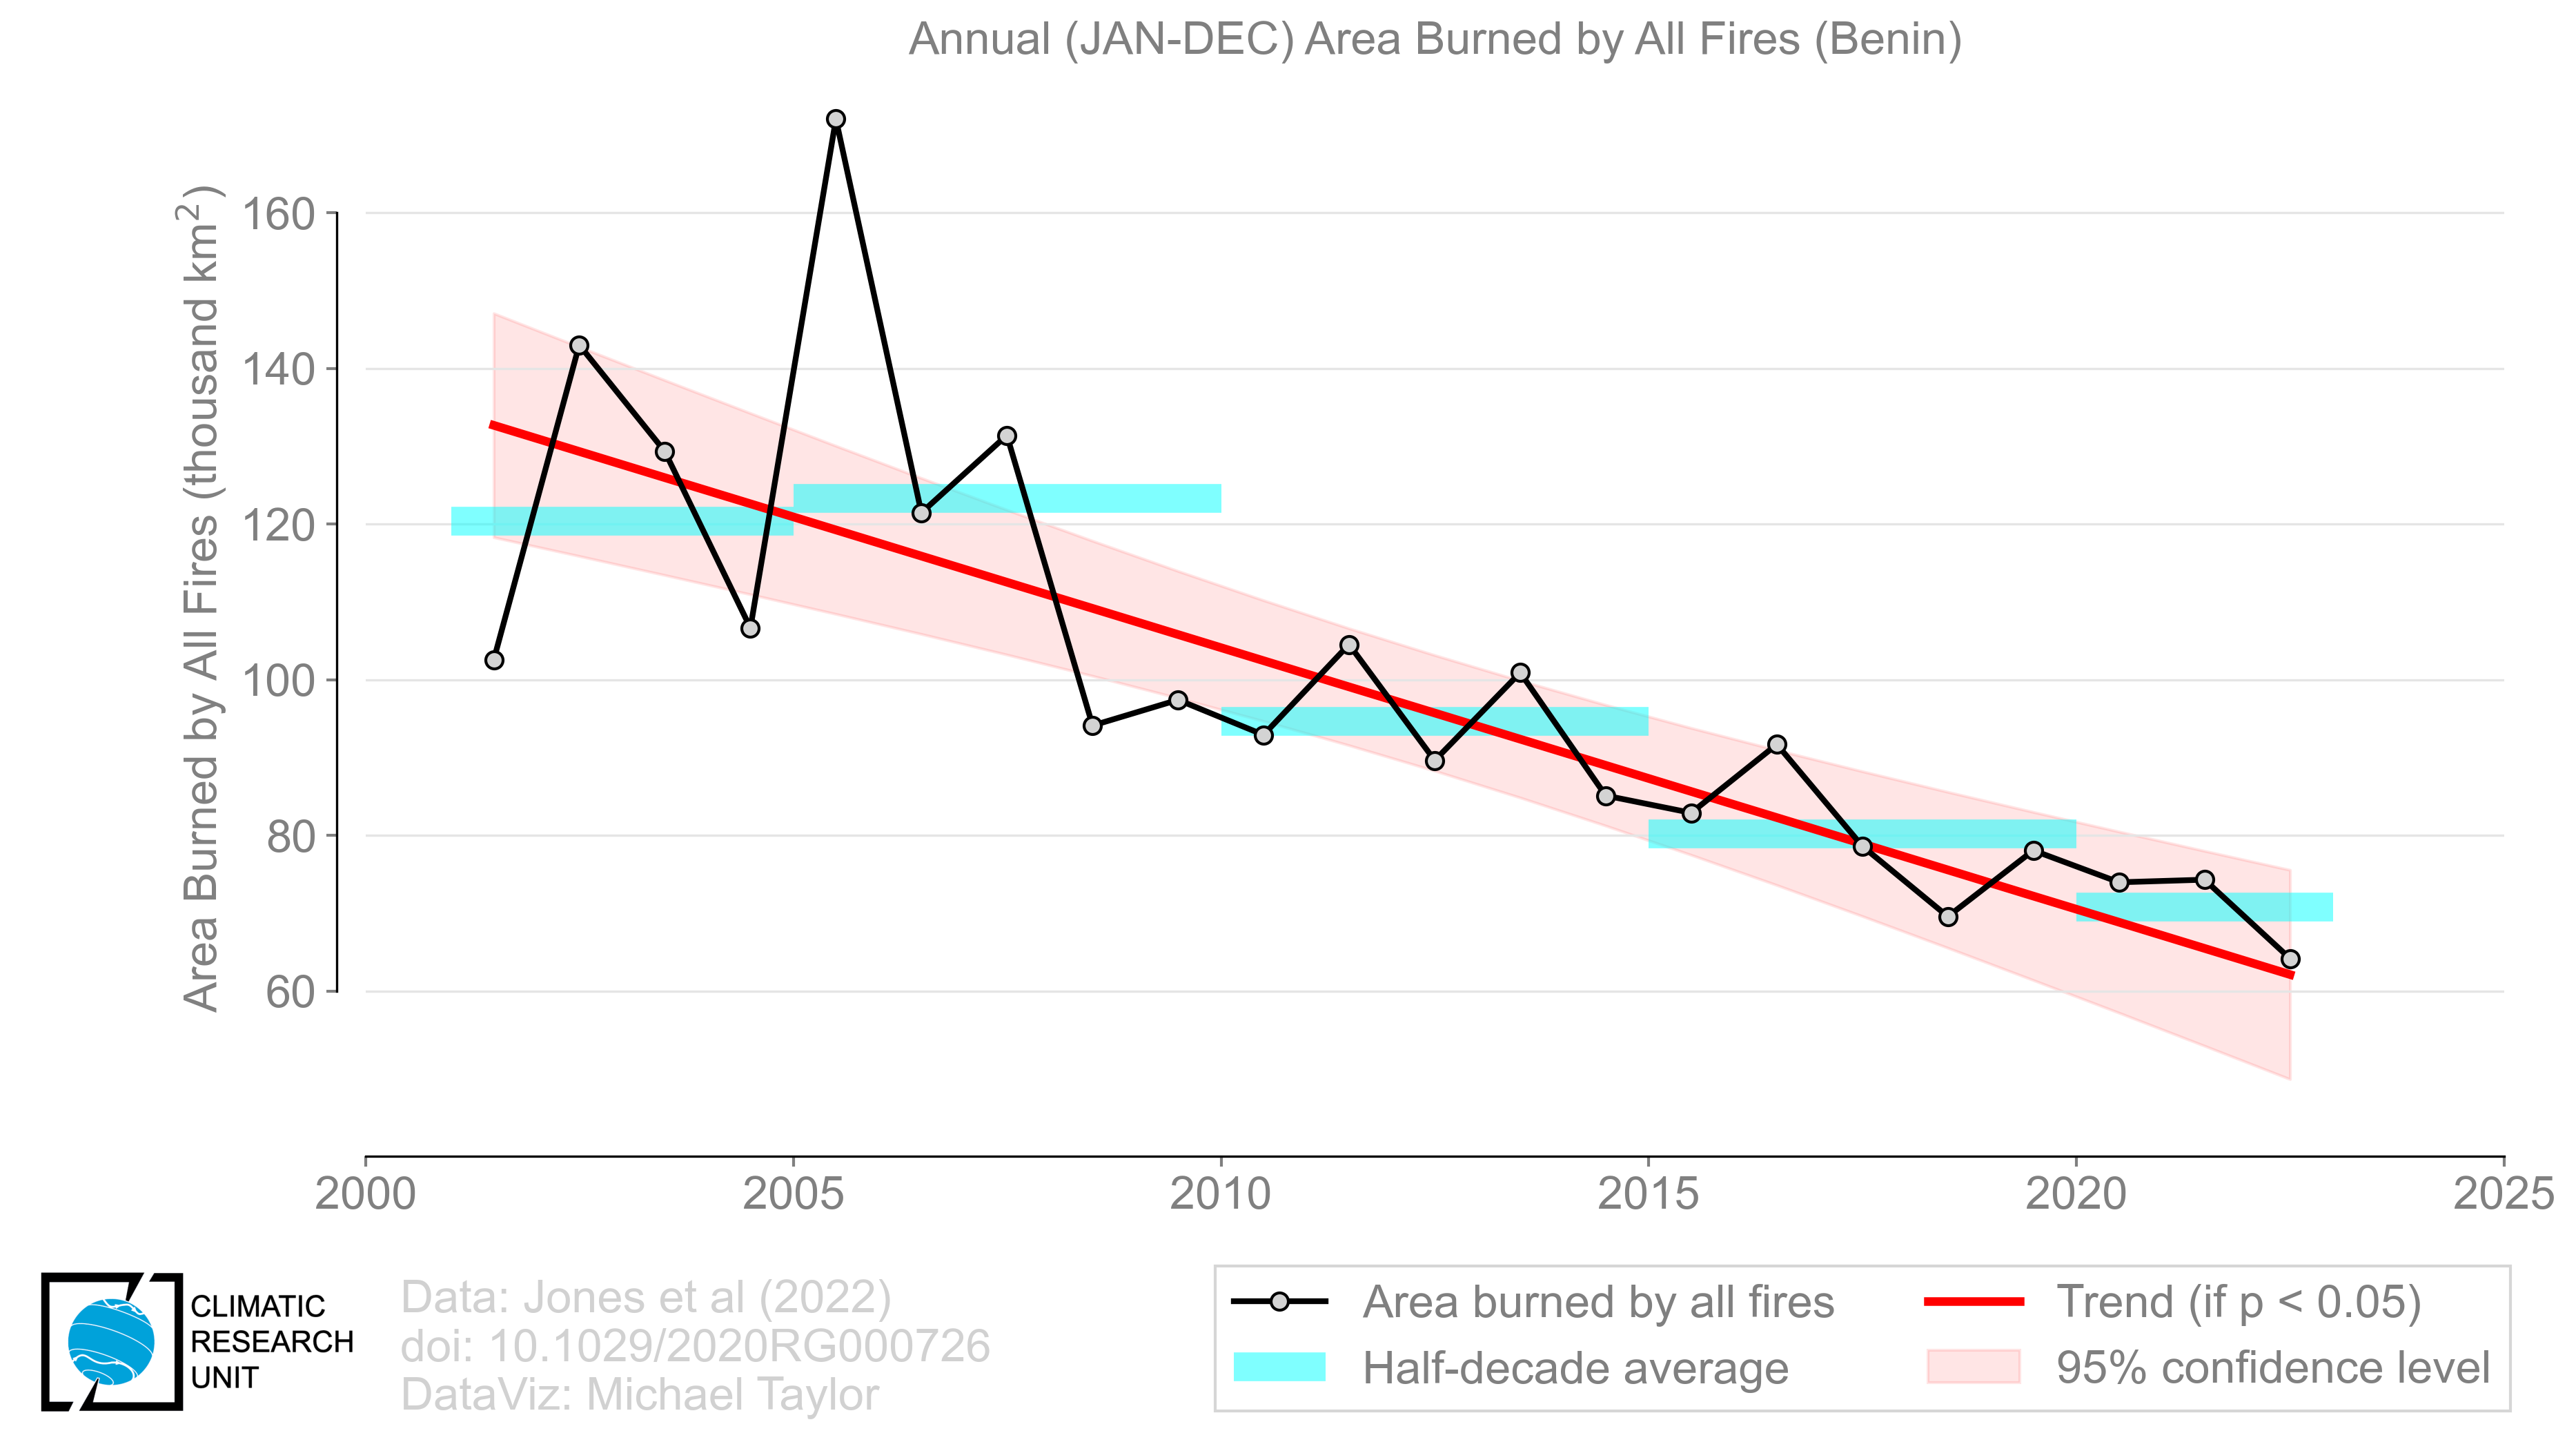 Annual (JAN-DEC) Area Burned by All Fires (Benin)
Area Burned by All Fires (thousand km²)
160
140
120
100
80
60
2000
2005
2010
2015
2020
2025
CLIMATIC
RESEARCH
UNIT
Data: Jones et al (2022)
doi: 10.1029/2020RG000726
DataViz: Michael Taylor
Area burned by all fires
Half-decade average
Trend (if p < 0.05)
95% confidence level